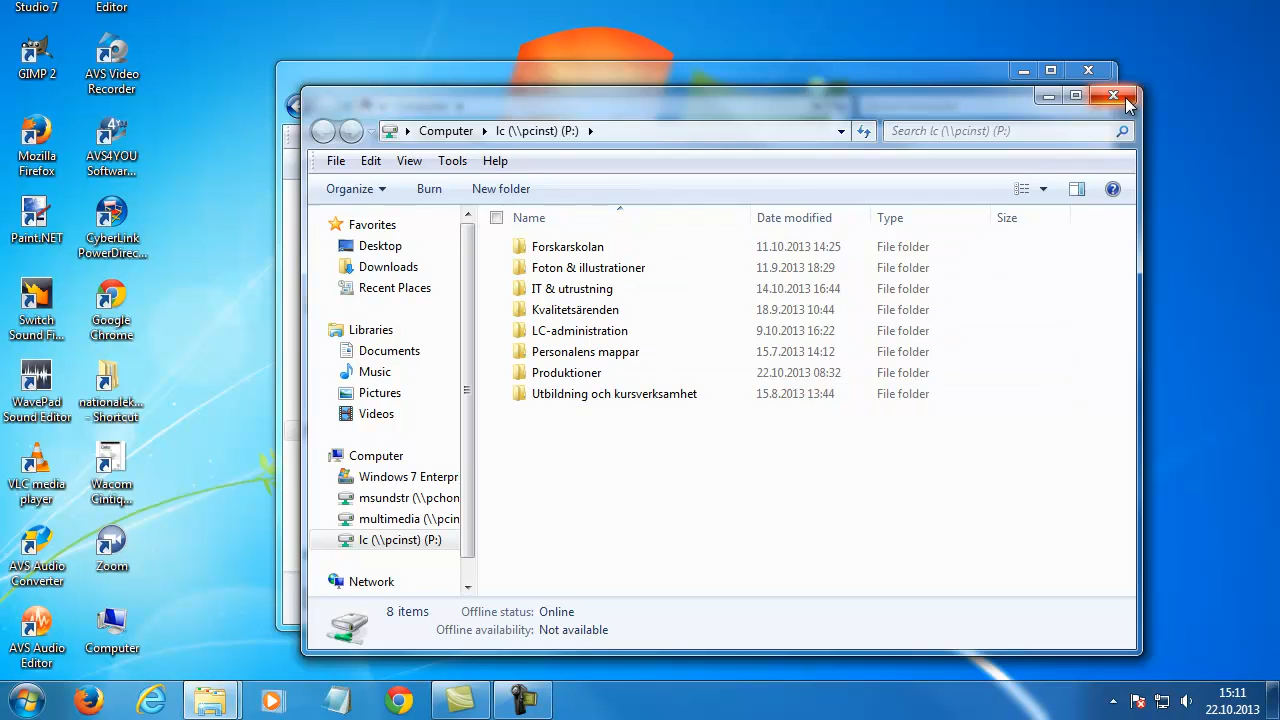 Studio 7
Editor
GIMP 2
AVS Video
Recorder
Mozilla
Firefox
AVS4YOU
Softwar...
Paint.NET
CyberLink
PowerDirec...
Switch
Sound Fi...
Google
Chrome
WavePad
Sound Editor
nationalek...
- Shortcut
VLC media
player
Wacom
Cintiq...
AVS Audio
Converter
Zoom
AVS Audio
Editor
Computer
Computer lc (\\pcinst) (P:)
Search lc (\\pcinst) (P:)
File Edit View Tools Help
Organize Burn New folder
Name Date modified Type Size
Favorites
Desktop
Downloads
Recent Places
Libraries
Documents
Music
Pictures
Videos
Computer
Windows 7 Enterpr
msundstr (\\pchon
multimedia (\\pcin
lc (\\pcinst) (P:)
Network
Forskarskolan 11.10.2013 14:25 File folder
Foton & illustrationer 11.9.2013 18:29 File folder
IT & utrustning 14.10.2013 16:44 File folder
Kvalitetsärenden 18.9.2013 10:44 File folder
LC-administration 9.10.2013 16:22 File folder
Personalens mappar 15.7.2013 14:12 File folder
Produktioner 22.10.2013 08:32 File folder
Utbildning och kursverksamhet 15.8.2013 13:44 File folder
8 items Offline status: Online
Offline availability: Not available
15:11
22.10.2013